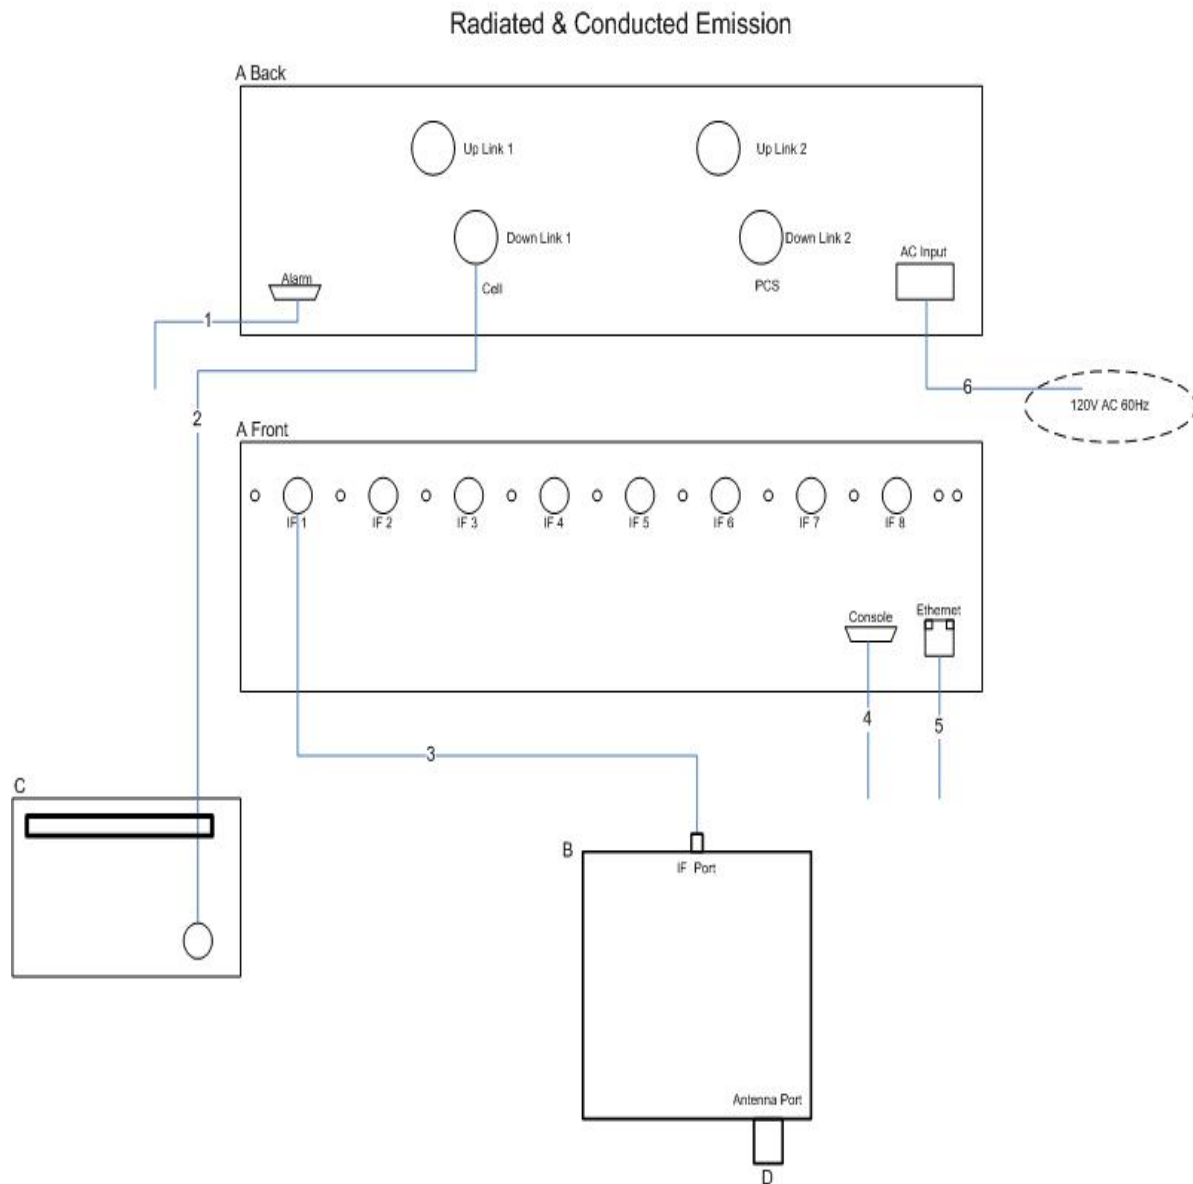 Radiated & Conducted Emission
A Back
Up Link 1
Up Link 2
Down Link 1
Down Link 2
AC Input
Alarm
Cell
PCS
1
6
120V AC 60Hz
2
A Front
IF 1
IF 2
IF 3
IF 4
IF 5
IF 6
IF 7
IF 8
Console
Ethernet
4
5
3
C
B
IF Port
Antenna Port
D